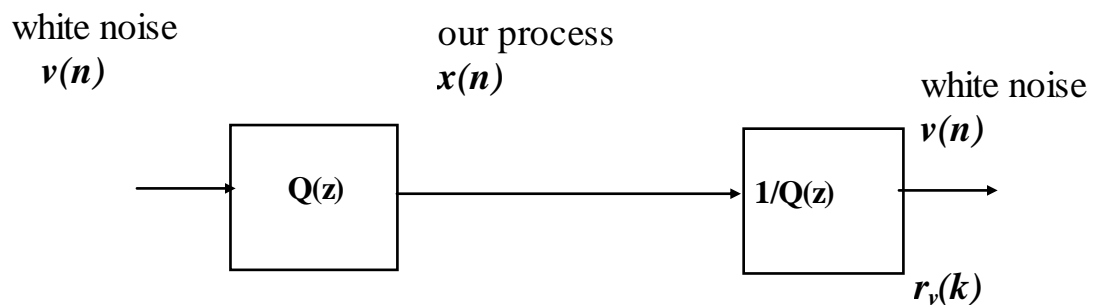 white noise
v(n)
our process
x(n)
white noise
v(n)
Q(z)
1/Q(z)
rᵥ(k)